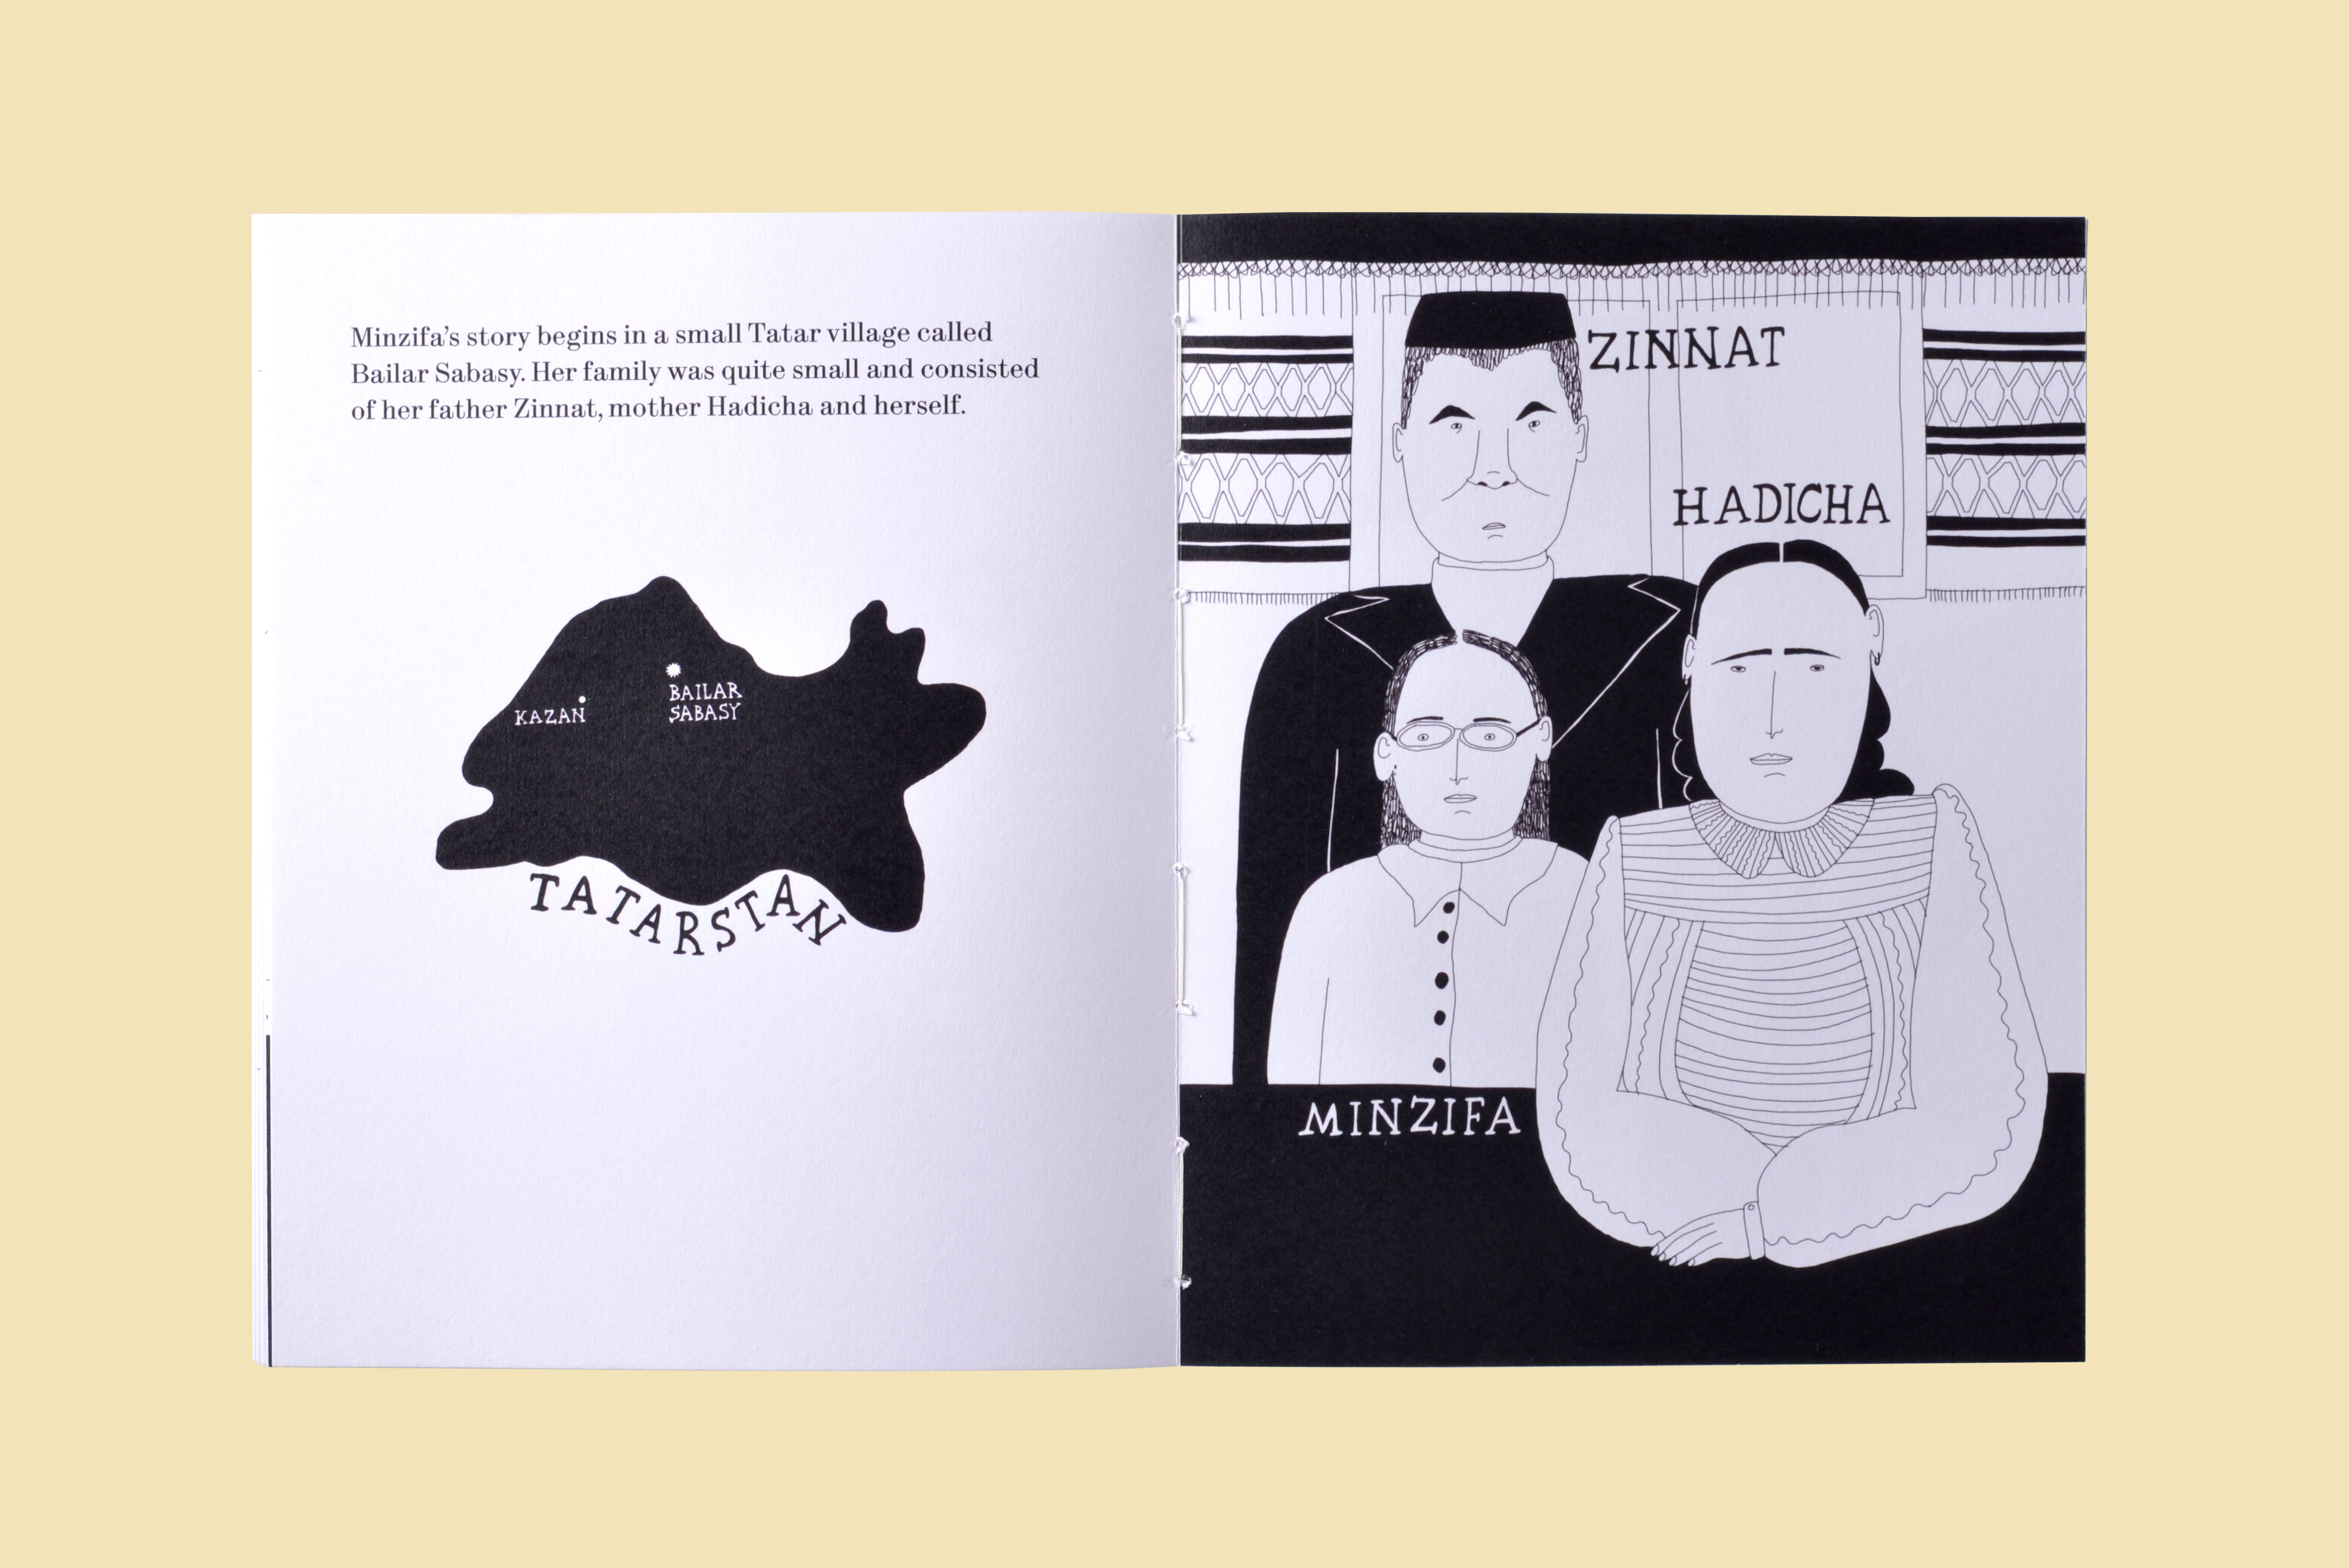 Minzifa's story begins in a small Tatar village called
Bailar Sabasy. Her family was quite small and consisted
of her father Zinnat, mother Hadicha and herself.
BAILAR
SABASY
KAZAN
TATARSTAN
ZINNAT
HADICHA
MINZIFA